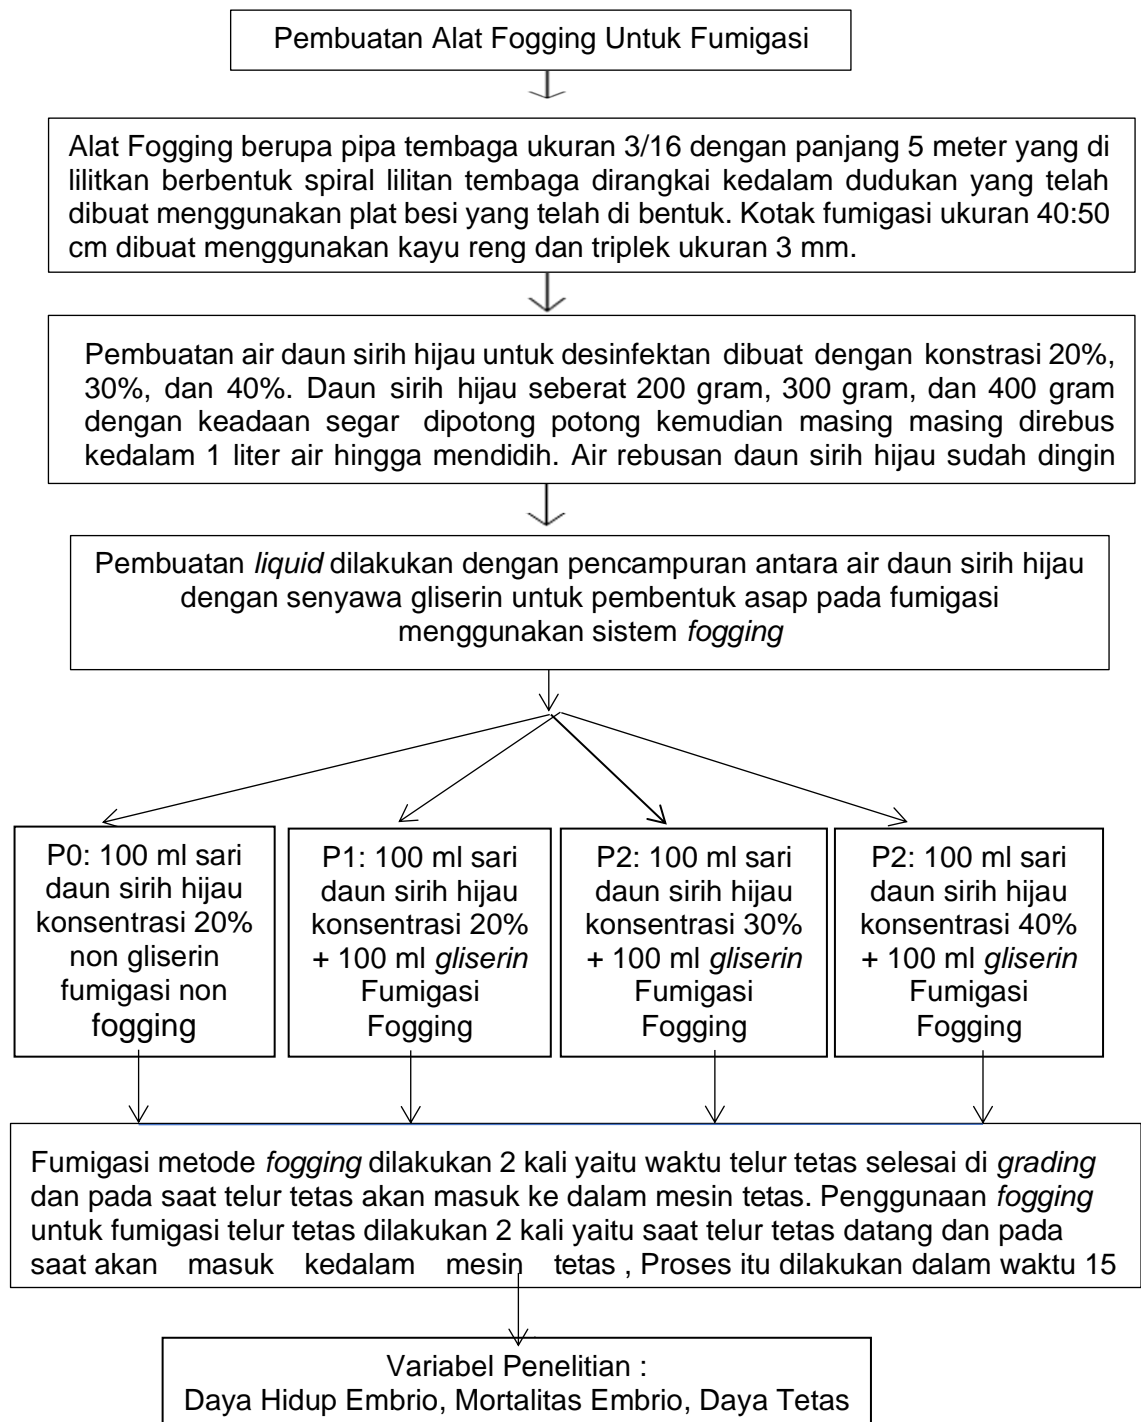 Pembuatan Alat Fogging Untuk Fumigasi
Alat Fogging berupa pipa tembaga ukuran 3/16 dengan panjang 5 meter yang di
lilitkan berbentuk spiral lilitan tembaga dirangkai kedalam dudukan yang telah
dibuat menggunakan plat besi yang telah di bentuk. Kotak fumigasi ukuran 40:50
cm dibuat menggunakan kayu reng dan triplek ukuran 3 mm.
Pembuatan air daun sirih hijau untuk desinfektan dibuat dengan konstrasi 20%,
30%, dan 40%. Daun sirih hijau seberat 200 gram, 300 gram, dan 400 gram
dengan keadaan segar dipotong potong kemudian masing masing direbus
kedalam 1 liter air hingga mendidih. Air rebusan daun sirih hijau sudah dingin
Pembuatan liquid dilakukan dengan pencampuran antara air daun sirih hijau
dengan senyawa gliserin untuk pembentuk asap pada fumigasi
menggunakan sistem fogging
P0: 100 ml sari
daun sirih hijau
konsentrasi 20%
non gliserin
fumigasi non
fogging
P1: 100 ml sari
daun sirih hijau
konsentrasi 20%
+ 100 ml gliserin
Fumigasi
Fogging
P2: 100 ml sari
daun sirih hijau
konsentrasi 30%
+ 100 ml gliserin
Fumigasi
Fogging
P2: 100 ml sari
daun sirih hijau
konsentrasi 40%
+ 100 ml gliserin
Fumigasi
Fogging
Fumigasi metode fogging dilakukan 2 kali yaitu waktu telur tetas selesai di grading
dan pada saat telur tetas akan masuk ke dalam mesin tetas. Penggunaan fogging
untuk fumigasi telur tetas dilakukan 2 kali yaitu saat telur tetas datang dan pada
saat akan masuk kedalam mesin tetas , Proses itu dilakukan dalam waktu 15
Variabel Penelitian :
Daya Hidup Embrio, Mortalitas Embrio, Daya Tetas